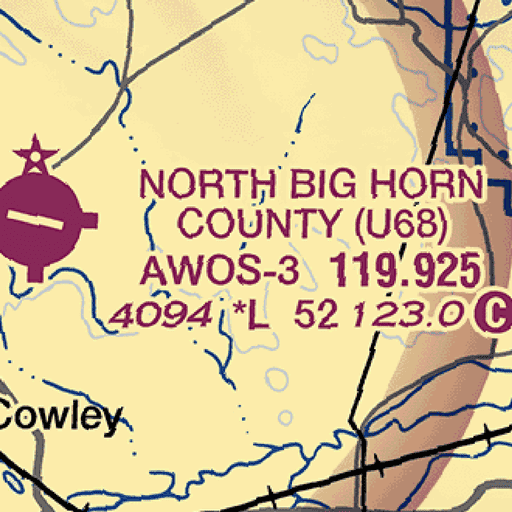 NORTH BIG HORN
COUNTY (U68)
AWOS-3 119.925
4094 *L 52 123.0 C
Cowley